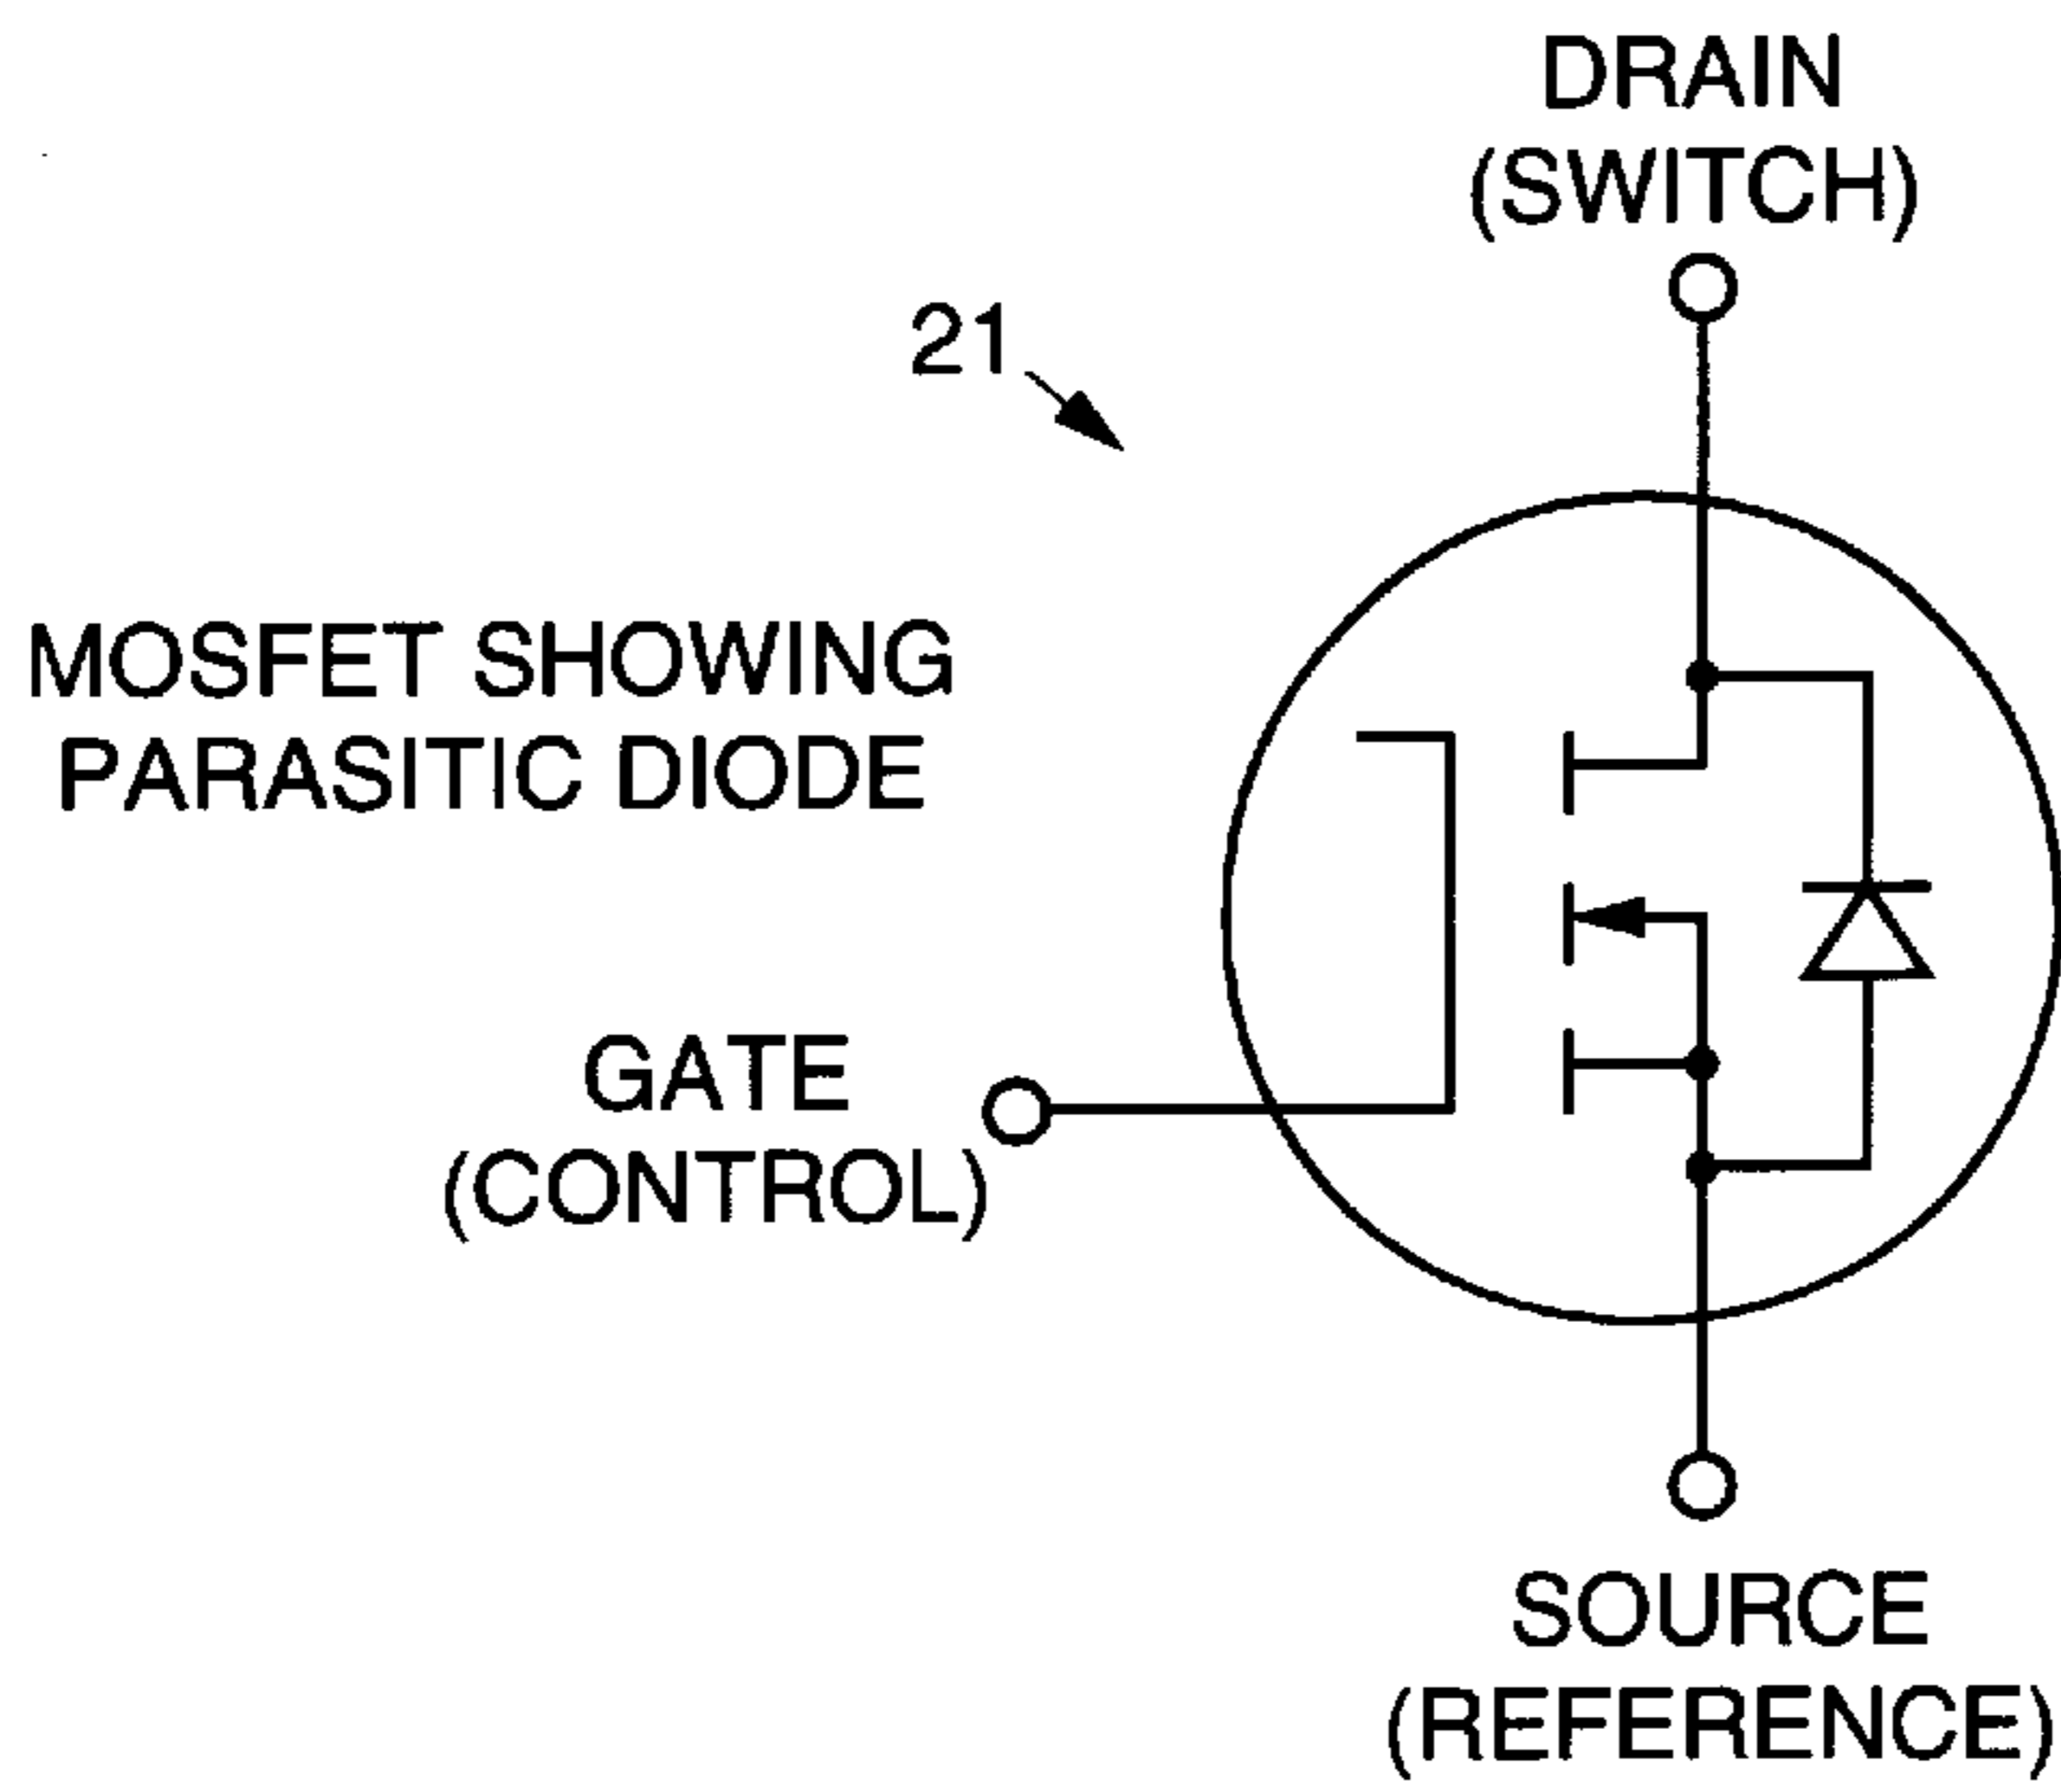 DRAIN
(SWITCH)
21
MOSFET SHOWING
PARASITIC DIODE
GATE
(CONTROL)
SOURCE
(REFERENCE)